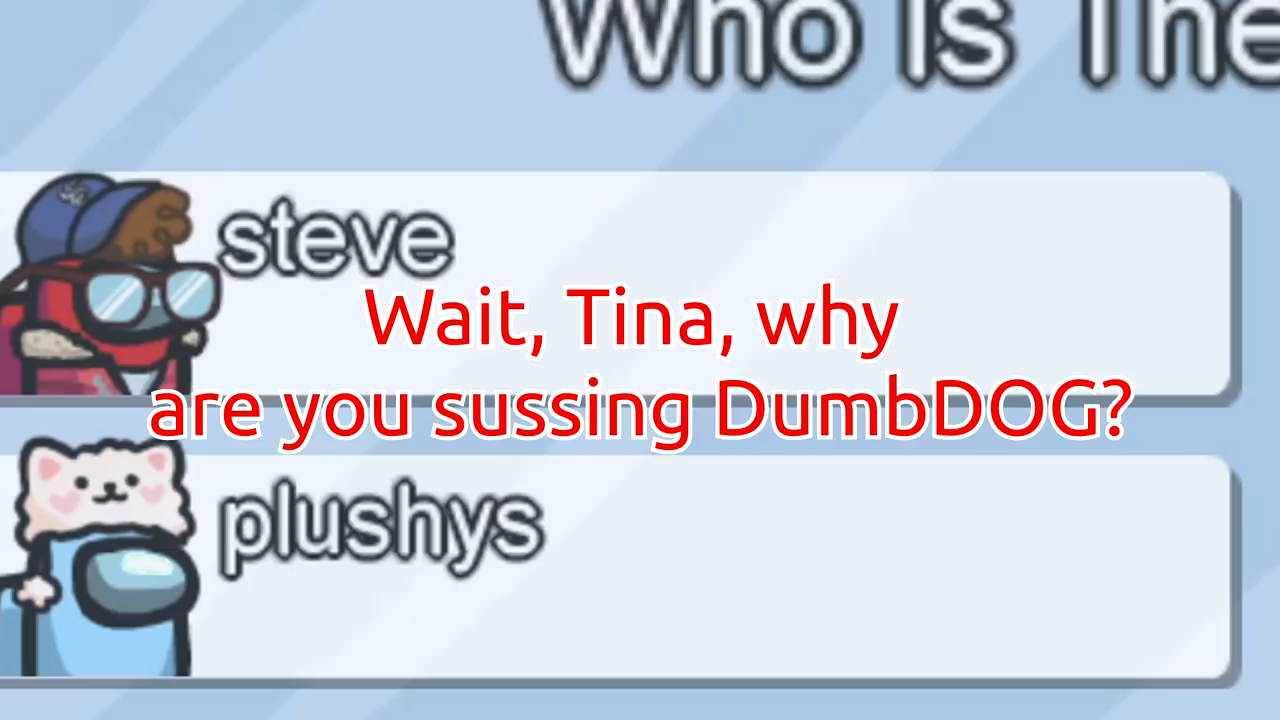 Who Is The
steve
Wait, Tina, why
are you sussing DumbDOG?
plushys